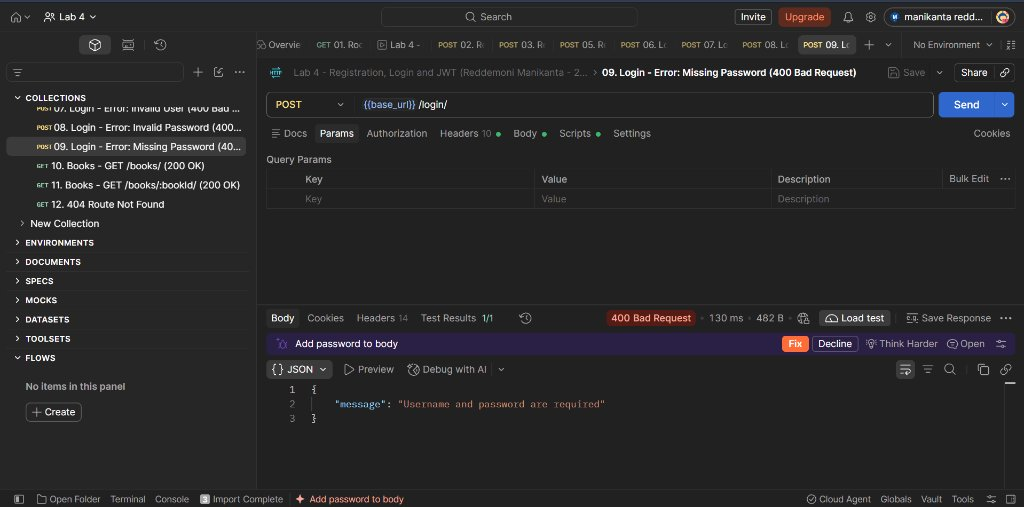 Lab 4
Search
Invite
Upgrade
manikanta redd...
Overvie
GET 01. Ro
Lab 4 -
POST 02. R
POST 03. R
POST 05. R
POST 06. L
POST 07. L
POST 08. L
POST 09. L
No Environment
Lab 4 - Registration, Login and JWT (Reddemoni Manikanta - 2... > 09. Login - Error: Missing Password (400 Bad Request)
Save
Share
COLLECTIONS
POST 07. Login - Error: Invalid User (400 Bad ...
POST 08. Login - Error: Invalid Password (400...
POST 09. Login - Error: Missing Password (40...
GET 10. Books - GET /books/ (200 OK)
GET 11. Books - GET /books/:bookId/ (200 OK)
GET 12. 404 Route Not Found
New Collection
ENVIRONMENTS
DOCUMENTS
SPECS
MOCKS
DATASETS
TOOLSETS
FLOWS
No items in this panel
+ Create
POST
{{base_url}} /login/
Send
Docs
Params
Authorization
Headers 10
Body
Scripts
Settings
Cookies
Query Params
Key Value Description Bulk Edit
Key Value Description
Body
Cookies
Headers 14
Test Results 1/1
400 Bad Request
130 ms
482 B
Load test
e.g. Save Response
Add password to body
Fix
Decline
Think Harder
Open
{} JSON
Preview
Debug with AI
1 {
2 "message": "Username and password are required"
3 }
Open Folder
Terminal
Console
3 Import Complete
Add password to body
Cloud Agent
Globals
Vault
Tools